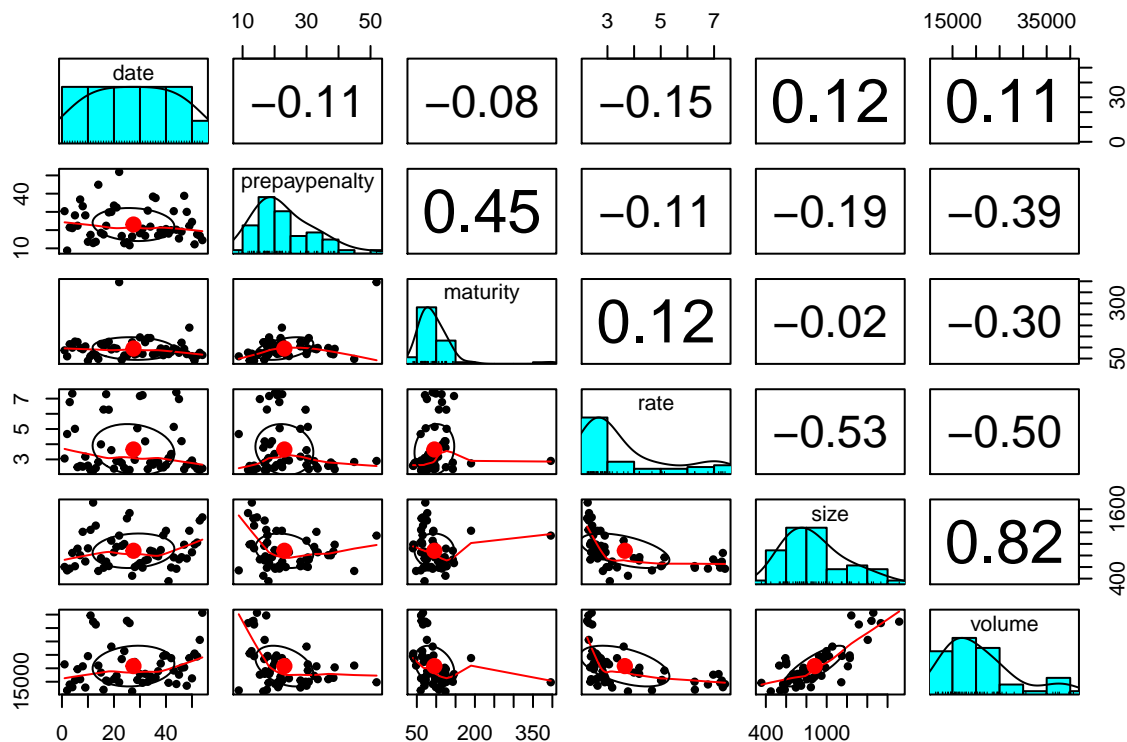 10 30 50 3 5 7 15000 35000
date −0.11 −0.08 −0.15 0.12 0.11 0 30
10 40 prepaypenalty 0.45 −0.11 −0.19 −0.39
maturity 0.12 −0.02 −0.30 50 300
3 5 7 rate −0.53 −0.50
size 0.82 400 1600
15000 volume
0 20 40 50 200 350 400 1000